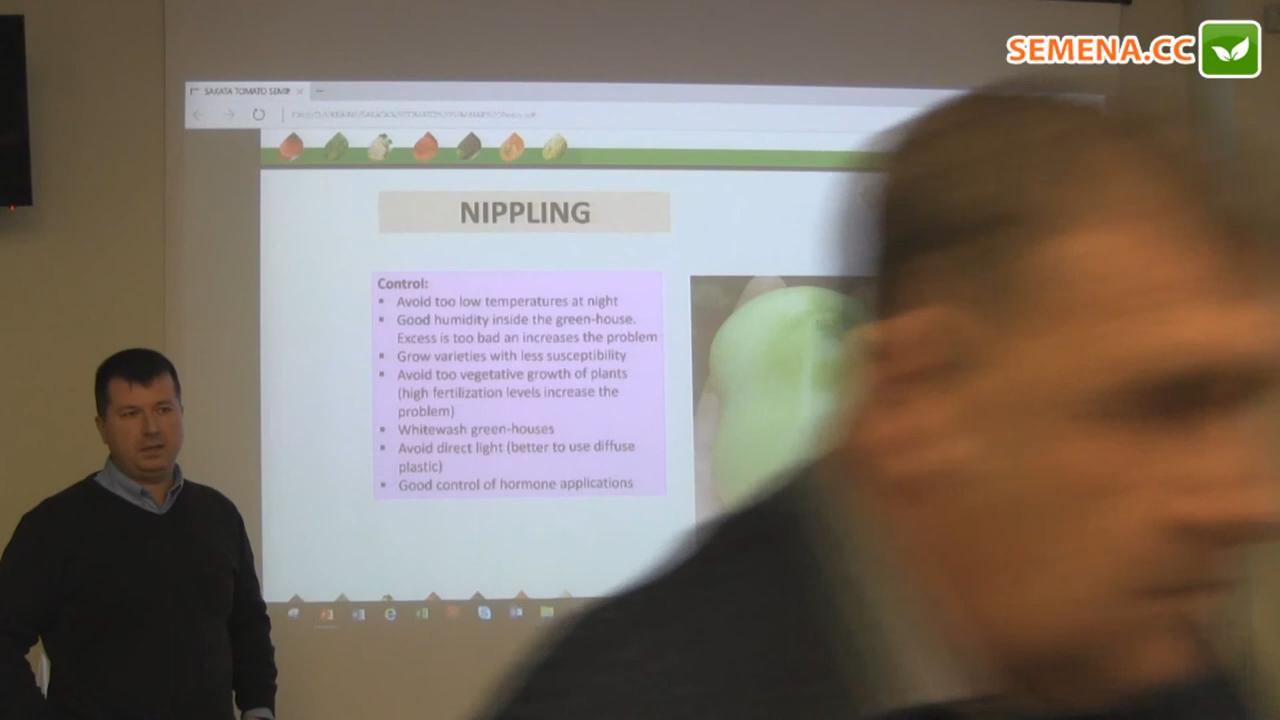 SEMENA.CC
SAKATA TOMATO SEMIN
NIPPLING
Control:
▪ Avoid too low temperatures at night
▪ Good humidity inside the green-house.
Excess is too bad an increases the problem
▪ Grow varieties with less susceptibility
▪ Avoid too vegetative growth of plants
(high fertilization levels increase the
problem)
▪ Whitewash green-houses
▪ Avoid direct light (better to use diffuse
plastic)
▪ Good control of hormone applications